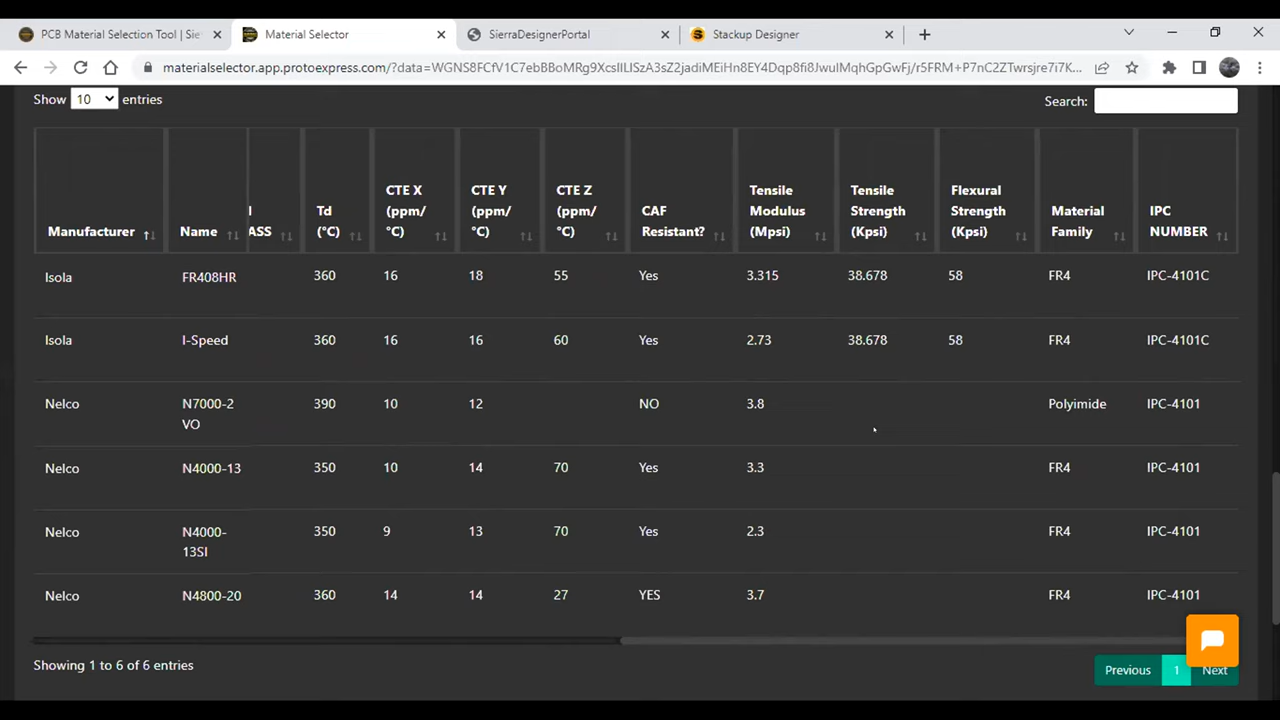 PCB Material Selection Tool | Sie
Material Selector
SierraDesignerPortal
Stackup Designer
materialselector.app.protoexpress.com/?data=
Show 10 entries
Search:
Manufacturer Name I ASS Td (°C) CTE X (ppm/ °C) CTE Y (ppm/ °C) CTE Z (ppm/ °C) CAF Resistant? Tensile Modulus (Mpsi) Tensile Strength (Kpsi) Flexural Strength (Kpsi) Material Family IPC NUMBER
Isola FR408HR 360 16 18 55 Yes 3.315 38.678 58 FR4 IPC-4101C
Isola I-Speed 360 16 16 60 Yes 2.73 38.678 58 FR4 IPC-4101C
Nelco N7000-2 VO 390 10 12 NO 3.8 Polyimide IPC-4101
Nelco N4000-13 350 10 14 70 Yes 3.3 FR4 IPC-4101
Nelco N4000-13SI 350 9 13 70 Yes 2.3 FR4 IPC-4101
Nelco N4800-20 360 14 14 27 YES 3.7 FR4 IPC-4101
Showing 1 to 6 of 6 entries
Previous 1 Next